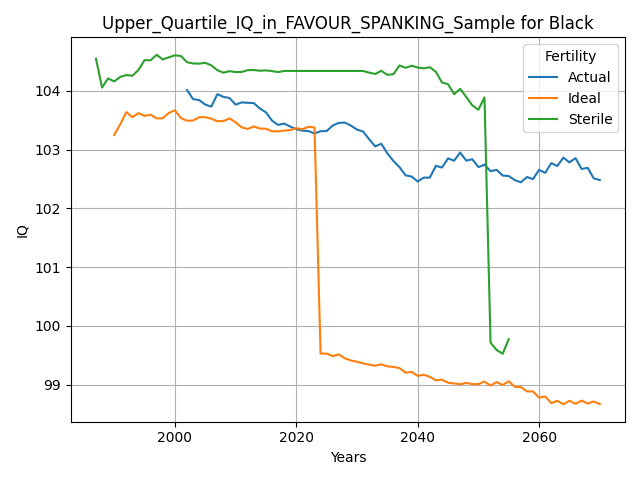 Upper_Quartile_IQ_in_FAVOUR_SPANKING_Sample for Black
Fertility
Actual
Ideal
Sterile
IQ
104
103
102
101
100
99
2000
2020
2040
2060
Years